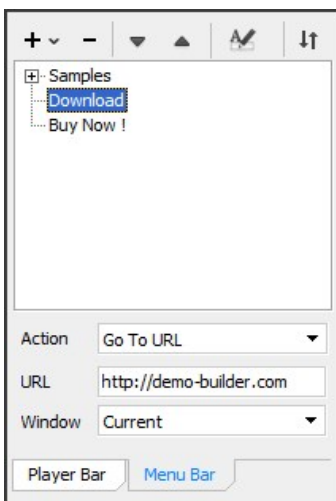 Samples
Download
Buy Now !
Action Go To URL
URL http://demo-builder.com
Window Current
Player Bar Menu Bar